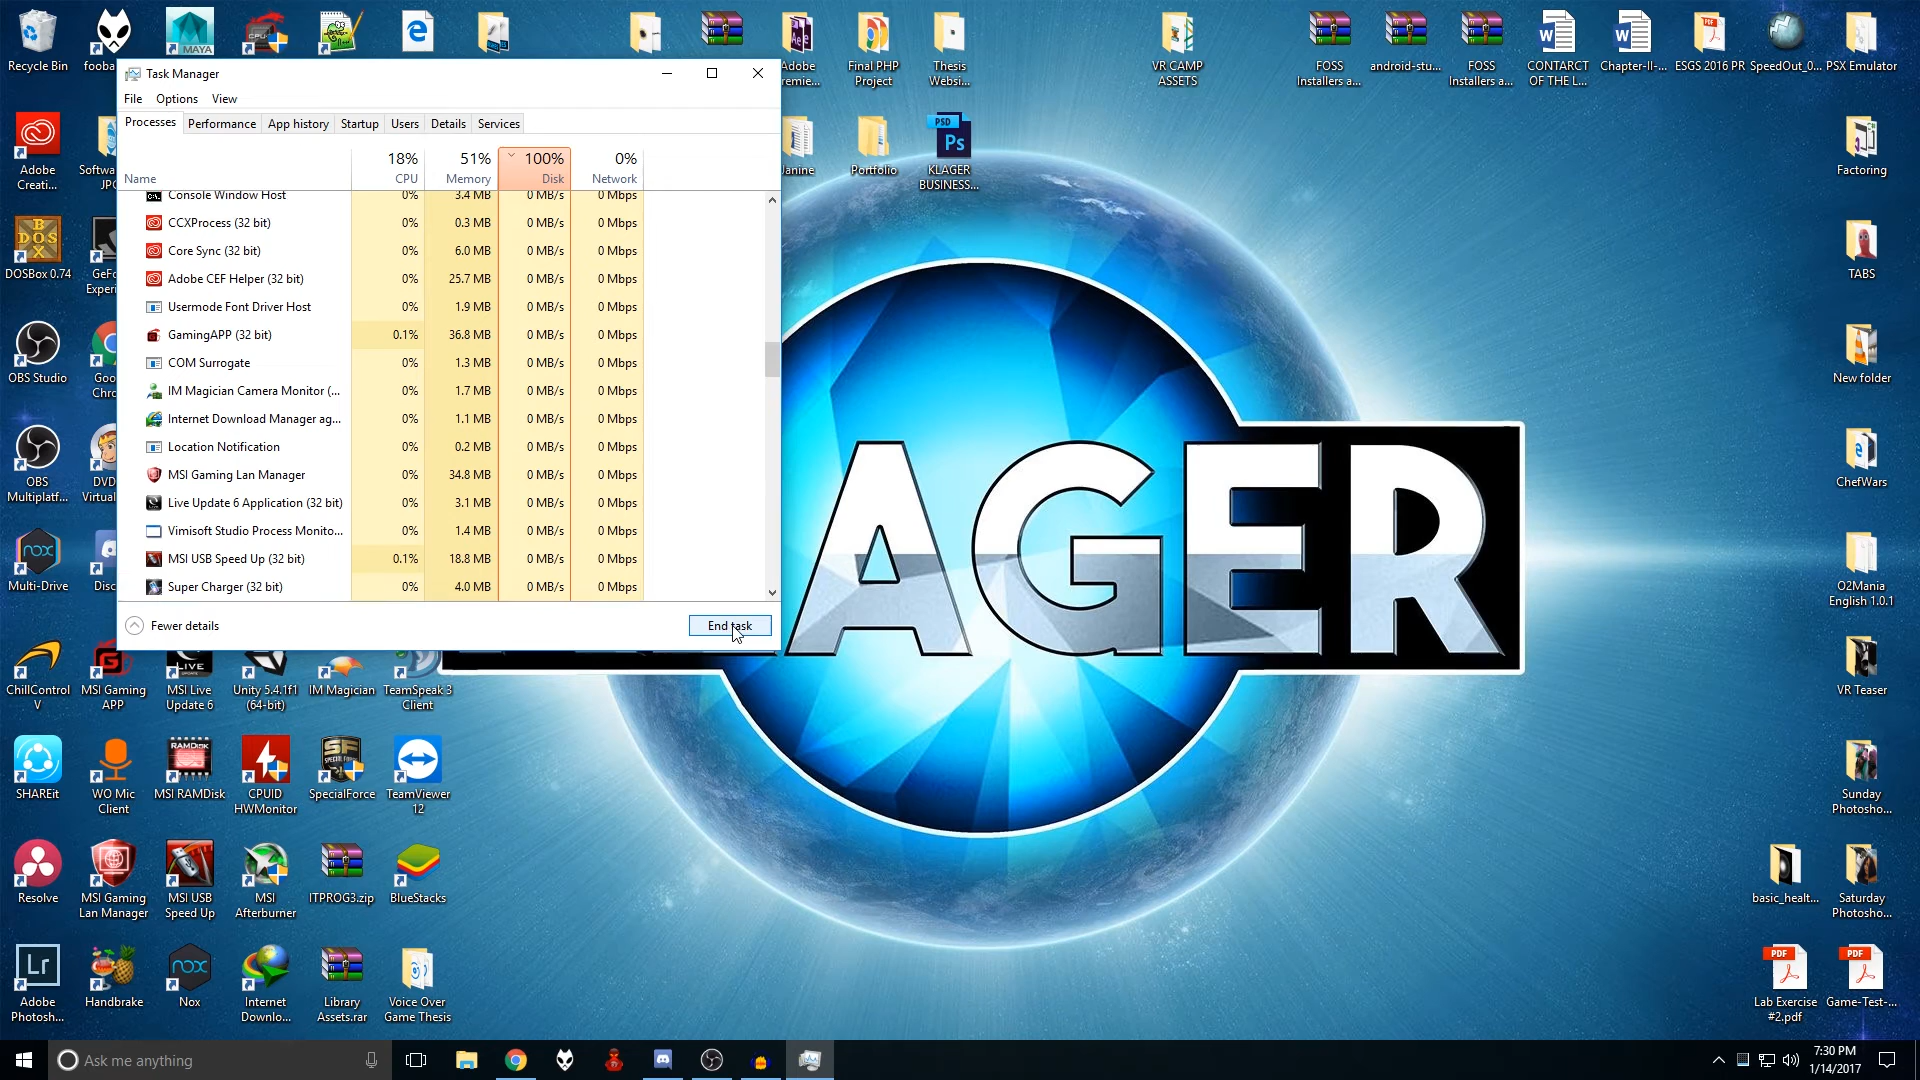 Recycle Bin
fooba
MAYA
Adobe
Premie...
Final PHP
Project
Thesis
Websi...
VR CAMP
ASSETS
FOSS
Installers a...
android-stu...
FOSS
Installers a...
CONTARCT
OF THE L...
Chapter-II-...
ESGS 2016 PR
SpeedOut_0...
PSX Emulator
Task Manager
File
Options
View
Processes
Performance
App history
Startup
Users
Details
Services
18%
51%
100%
0%
Name
CPU
Memory
Disk
Network
Console Window Host
0%
3.4 MB
0 MB/s
0 Mbps
CCXProcess (32 bit)
0%
0.3 MB
0 MB/s
0 Mbps
Core Sync (32 bit)
0%
6.0 MB
0 MB/s
0 Mbps
Adobe CEF Helper (32 bit)
0%
25.7 MB
0 MB/s
0 Mbps
Usermode Font Driver Host
0%
1.9 MB
0 MB/s
0 Mbps
GamingAPP (32 bit)
0.1%
36.8 MB
0 MB/s
0 Mbps
COM Surrogate
0%
1.3 MB
0 MB/s
0 Mbps
IM Magician Camera Monitor (...
0%
1.7 MB
0 MB/s
0 Mbps
Internet Download Manager ag...
0%
1.1 MB
0 MB/s
0 Mbps
Location Notification
0%
0.2 MB
0 MB/s
0 Mbps
MSI Gaming Lan Manager
0%
34.8 MB
0 MB/s
0 Mbps
Live Update 6 Application (32 bit)
0%
3.1 MB
0 MB/s
0 Mbps
Vimisoft Studio Process Monito...
0%
1.4 MB
0 MB/s
0 Mbps
MSI USB Speed Up (32 bit)
0.1%
18.8 MB
0 MB/s
0 Mbps
Super Charger (32 bit)
0%
4.0 MB
0 MB/s
0 Mbps
Fewer details
End task
Adobe
Creati...
Softw
JPC
anine
Portfolio
PSD
Ps
KLAGER
BUSINESS...
Factoring
DOS
BOX
DOSBox 0.74
GeFo
Experi
TABS
OBS Studio
Goo
Chro
New folder
OBS
Multiplatf...
DVD
Virtual
ChefWars
AGER
nox
Multi-Drive
Disc
O2Mania
English 1.0.1
ChillControl
V
MSI Gaming
APP
LIVE
MSI Live
Update 6
Unity 5.4.1f1
(64-bit)
IM Magician
TeamSpeak 3
Client
VR Teaser
SHAREit
WO Mic
Client
RAMDisk
MSI RAMDisk
CPUID
HWMonitor
SF
SPECIAL FORCE
SpecialForce
TeamViewer
12
Sunday
Photosho...
Resolve
MSI Gaming
Lan Manager
MSI USB
Speed Up
MSI
Afterburner
ITPROG3.zip
BlueStacks
basic_healt...
Saturday
Photosho...
Lr
Adobe
Photosh...
Handbrake
nox
Nox
Internet
Downlo...
Library
Assets.rar
Voice Over
Game Thesis
PDF
Lab Exercise
#2.pdf
PDF
Game-Test-...
Ask me anything
7:30 PM
1/14/2017